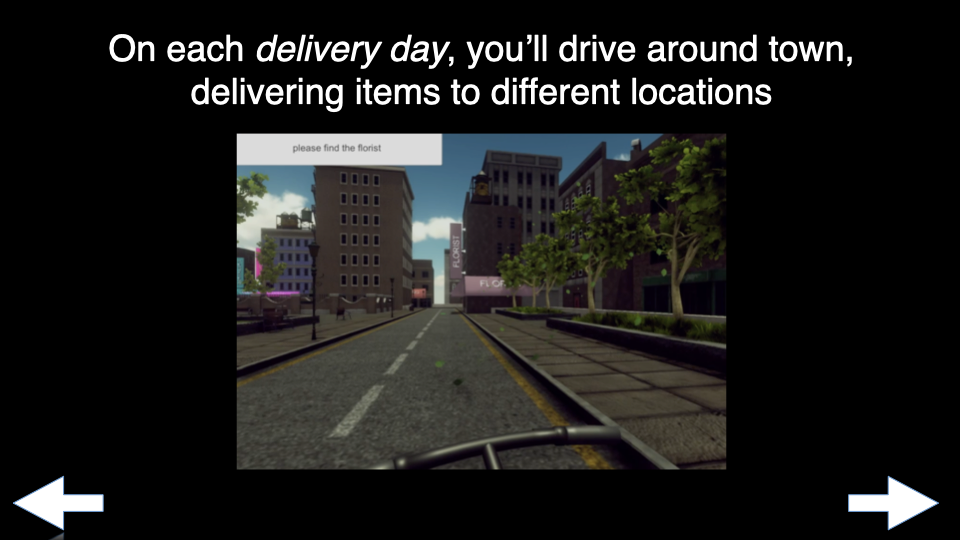 On each delivery day, you’ll drive around town,
delivering items to different locations
please find the florist
FLORIST